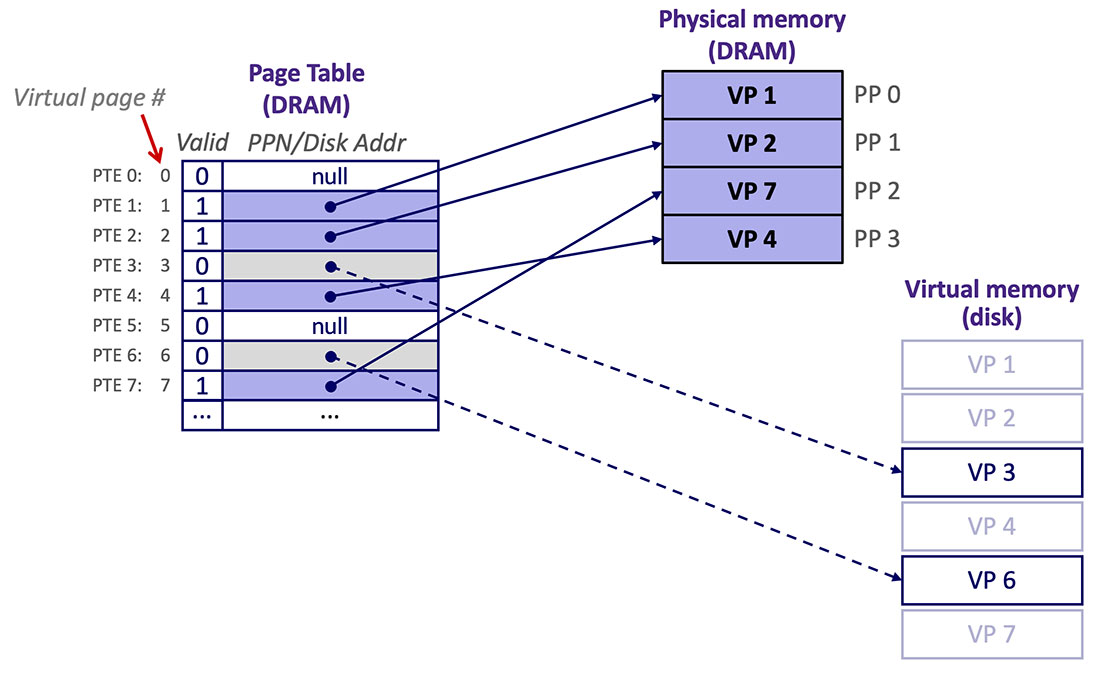 Physical memory
(DRAM)
Page Table
(DRAM)
Virtual page #
Valid PPN/Disk Addr
PTE 0: 0 0 null
PTE 1: 1 1
PTE 2: 2 1
PTE 3: 3 0
PTE 4: 4 1
PTE 5: 5 0 null
PTE 6: 6 0
PTE 7: 7 1
... ...
VP 1 PP 0
VP 2 PP 1
VP 7 PP 2
VP 4 PP 3
Virtual memory
(disk)
VP 1
VP 2
VP 3
VP 4
VP 6
VP 7